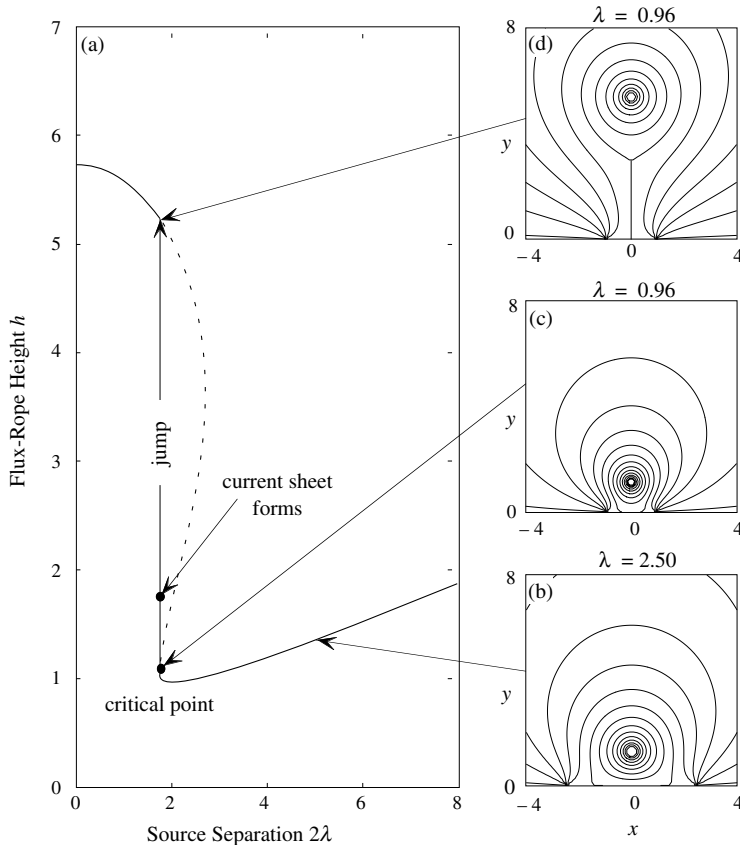 (a)
7
6
5
4
3
2
1
0
Flux-Rope Height h
jump
current sheet
forms
critical point
0
2
4
6
8
Source Separation 2λ
λ = 0.96
(d)
8
y
0
− 4
0
4
λ = 0.96
(c)
8
y
0
− 4
0
4
λ = 2.50
(b)
8
y
0
− 4
0
4
x